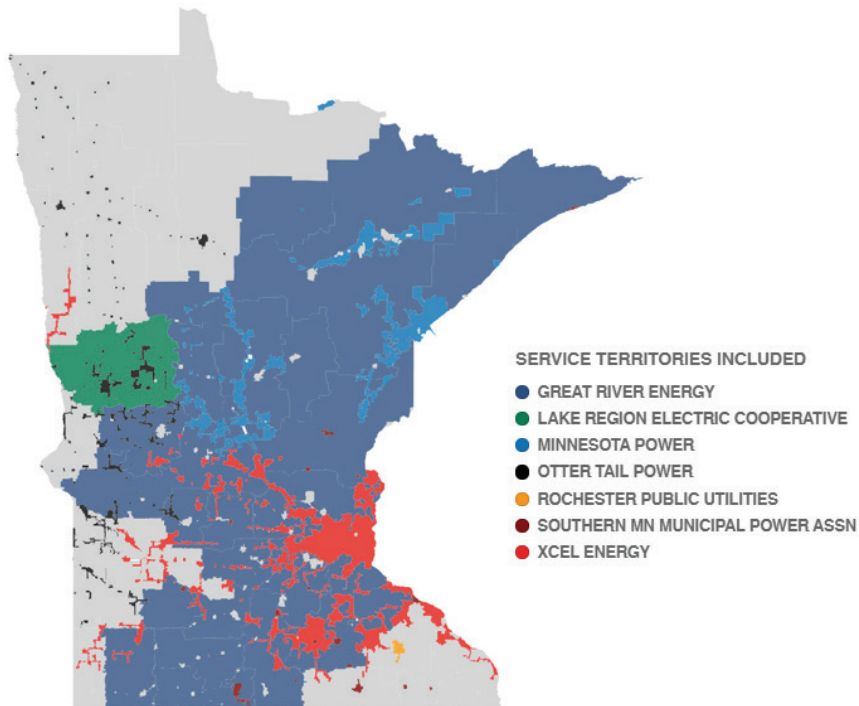 SERVICE TERRITORIES INCLUDED
GREAT RIVER ENERGY
LAKE REGION ELECTRIC COOPERATIVE
MINNESOTA POWER
OTTER TAIL POWER
ROCHESTER PUBLIC UTILITIES
SOUTHERN MN MUNICIPAL POWER ASSN
XCEL ENERGY